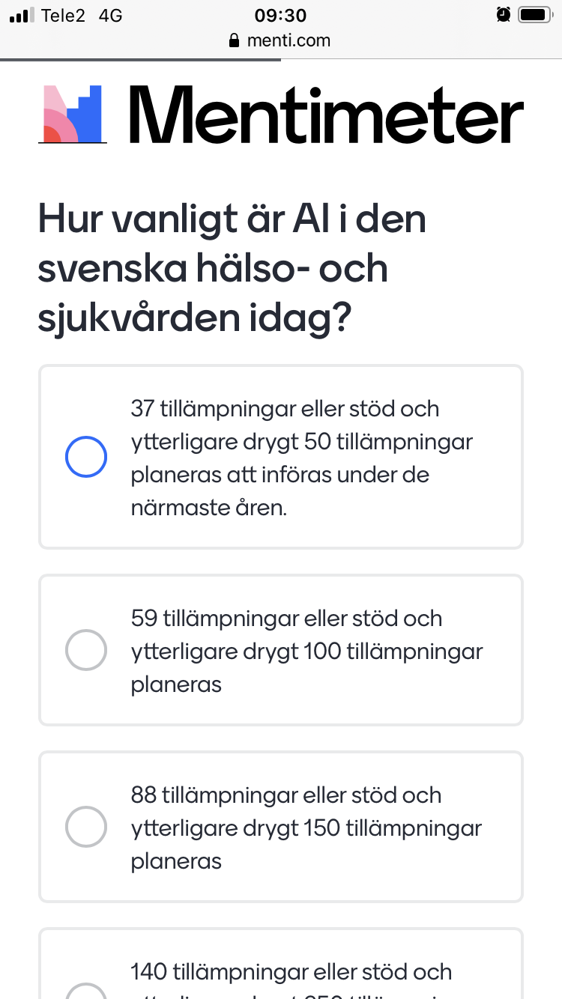 Tele2 4G 09:30
menti.com
Mentimeter
Hur vanligt är AI i den
svenska hälso- och
sjukvården idag?
37 tillämpningar eller stöd och
ytterligare drygt 50 tillämpningar
planeras att införas under de
närmaste åren.
59 tillämpningar eller stöd och
ytterligare drygt 100 tillämpningar
planeras
88 tillämpningar eller stöd och
ytterligare drygt 150 tillämpningar
planeras
140 tillämpningar eller stöd och